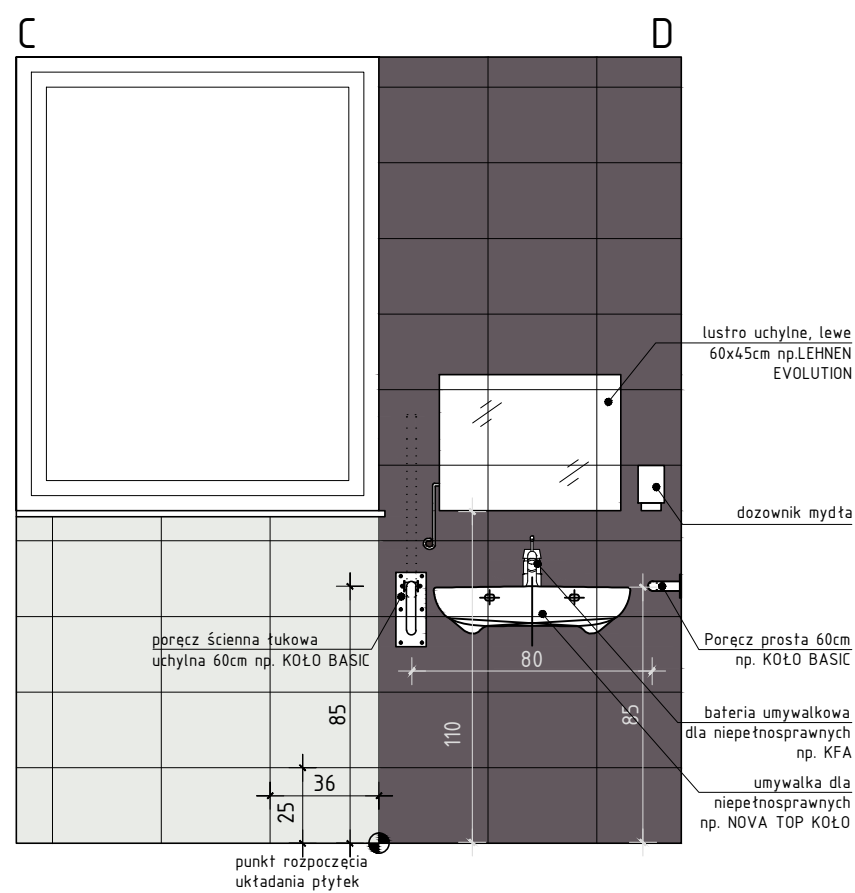 C
D
lustro uchylne, lewe
60x45cm np.LEHNEN
EVOLUTION
dozownik mydła
poręcz ścienna łukowa
uchylna 60cm np. KOŁO BASIC
Poręcz prosta 60cm
np. KOŁO BASIC
80
85
110
85
bateria umywalkowa
dla niepełnosprawnych
np. KFA
36
25
umywalka dla
niepełnosprawnych
np. NOVA TOP KOŁO
punkt rozpoczęcia
układania płytek